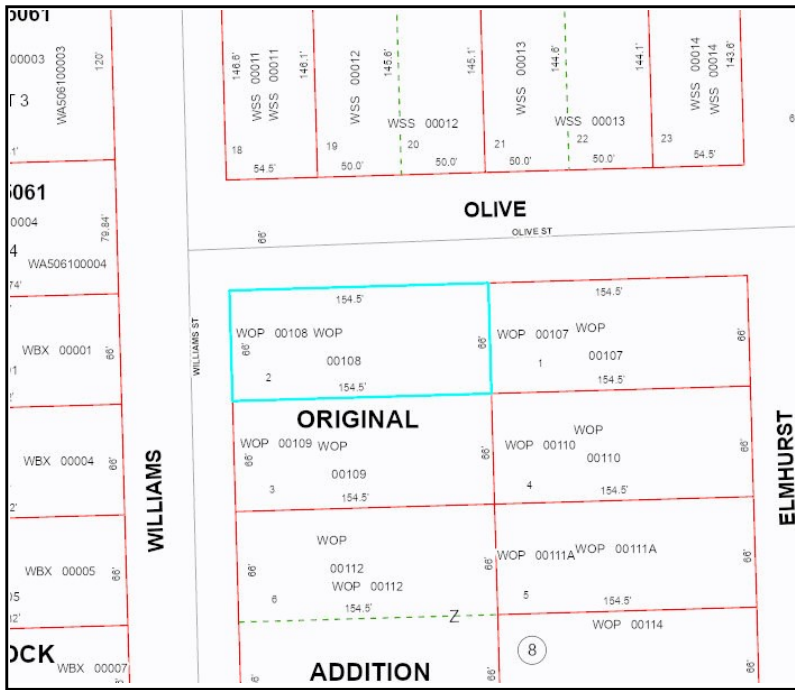 5061
00003
WA506100003
120'
T 3
1'
146.6'
WSS 00011
WSS 00011
146.1'
WSS 00012
145.6'
WSS 00012
145.1'
WSS 00013
144.6'
WSS 00013
144.1'
WSS 00014
WSS 00014
143.6'
18
19
20
21
22
23
54.5'
50.0'
50.0'
50.0'
50.0'
54.5'
5061
0004
79.84'
4
WA506100004
74'
66'
OLIVE
OLIVE ST
WILLIAMS ST
154.5'
WOP 00108 WOP
66'
00108
66'
2
154.5'
154.5'
WOP 00107 WOP
00107
66'
1
154.5'
WBX 00001
66'
ORIGINAL
WOP 00109 WOP
66'
00109
66'
3
154.5'
WOP
WOP 00110
00110
66'
4
154.5'
WBX 00004
66'
2'
WILLIAMS
ELMHURST
WOP
00112
WOP 00112
66'
66'
6
154.5'
Z
WOP 00111A WOP 00111A
66'
5
154.5'
WBX 00005
66'
WOP 00114
8
OCK
WBX 00007
ADDITION
66'
66'